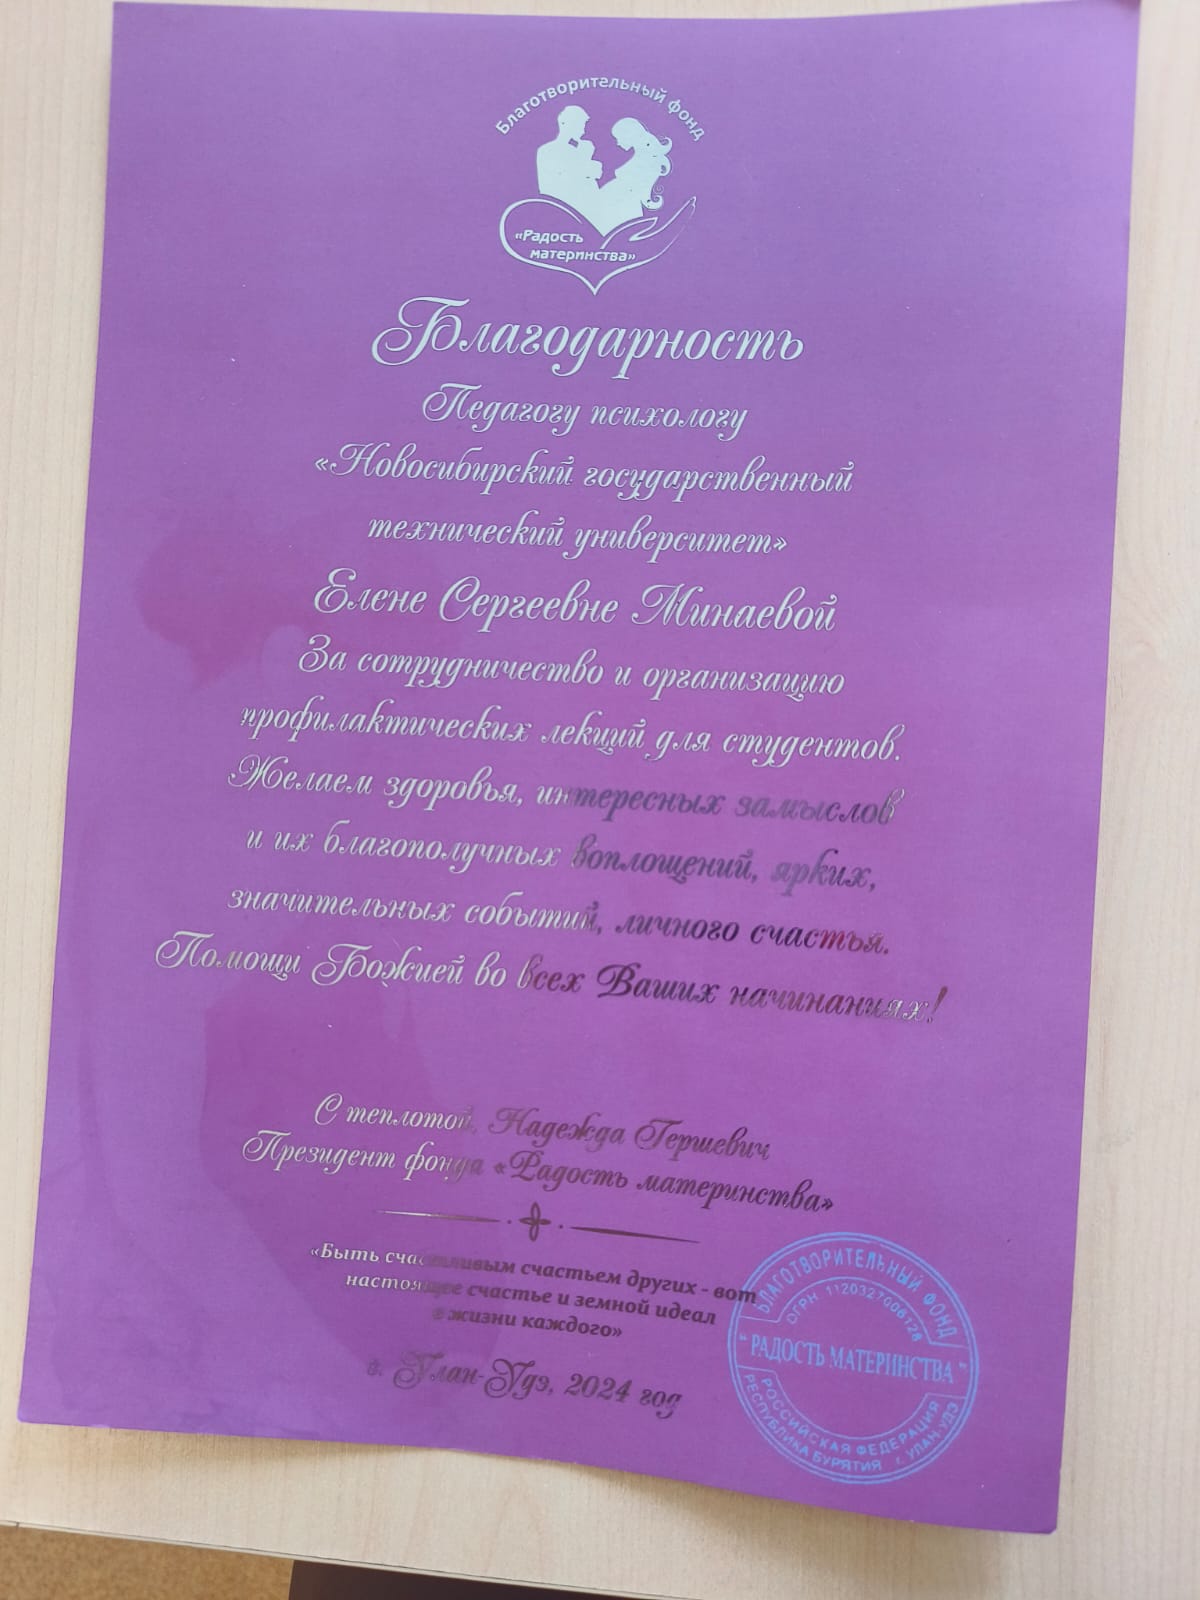 Благотворительный фонд
«Радость
материнства»
Благодарность
Педагогу психологу
«Новосибирский государственный
технический университет»
Елене Сергеевне Минаевой
За сотрудничество и организацию
профилактических лекций для студентов.
Желаем здоровья, интересных замыслов
и их благополучных воплощений, ярких,
значительных событий, личного счастья.
Помощи Божией во всех Ваших начинаниях!
С теплотой, Надежда Гершевич
Президент фонда «Радость материнства»
«Быть счастливым счастьем других - вот
настоящее счастье и земной идеал
в жизни каждого»
г. Улан-Удэ, 2024 год
БЛАГОТВОРИТЕЛЬНЫЙ ФОНД
ОГРН
"РАДОСТЬ МАТЕРИНСТВА"
РОССИЙСКАЯ ФЕДЕРАЦИЯ
РЕСПУБЛИКА БУРЯТИЯ г. УЛАН-УДЭ